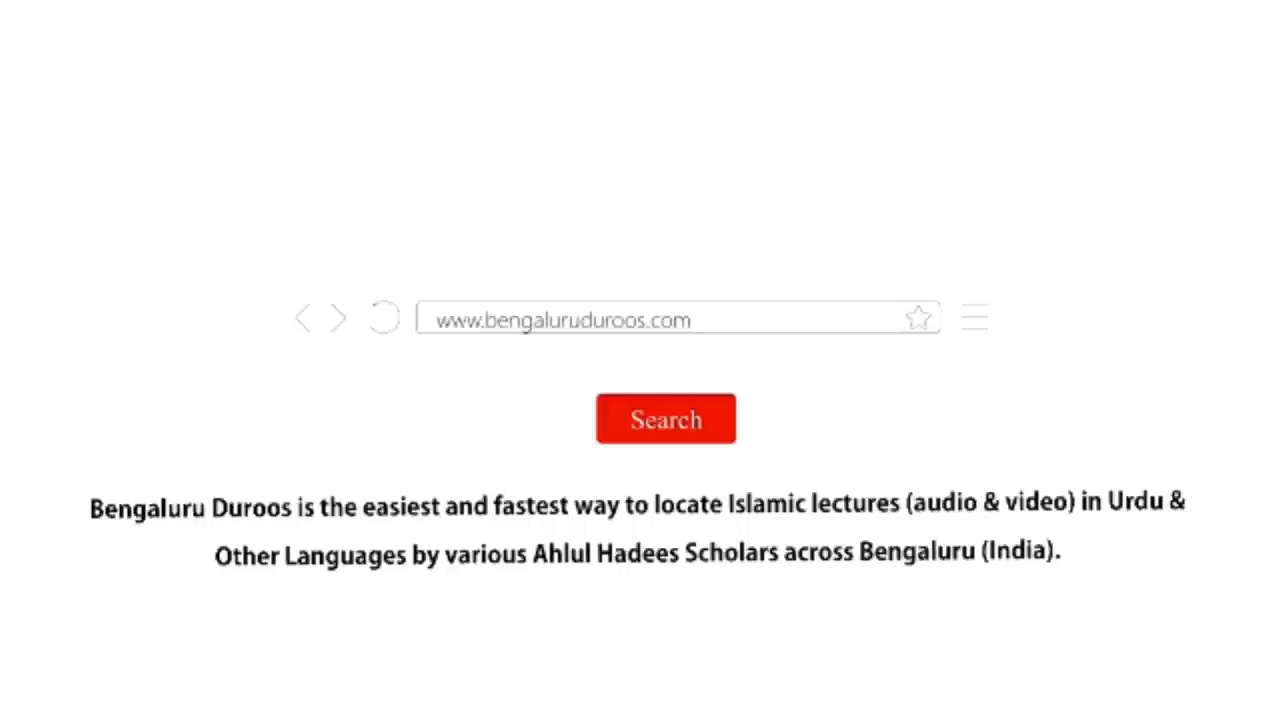 www.bengaluruduroos.com
Search
Bengaluru Duroos is the easiest and fastest way to locate Islamic lectures (audio & video) in Urdu &
Other Languages by various Ahlul Hadees Scholars across Bengaluru (India).